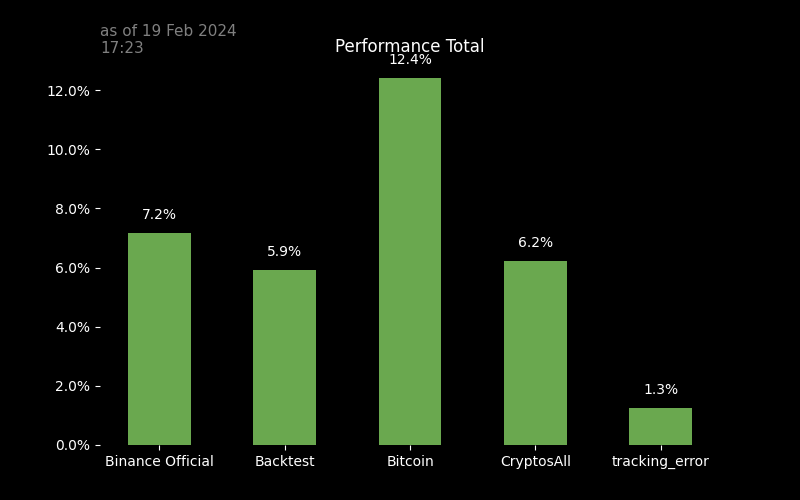 as of 19 Feb 2024
17:23
Performance Total
12.4%
12.0%
10.0%
8.0%
7.2%
6.2%
5.9%
6.0%
4.0%
2.0%
1.3%
0.0%
Binance Official
Backtest
Bitcoin
CryptosAll
tracking_error